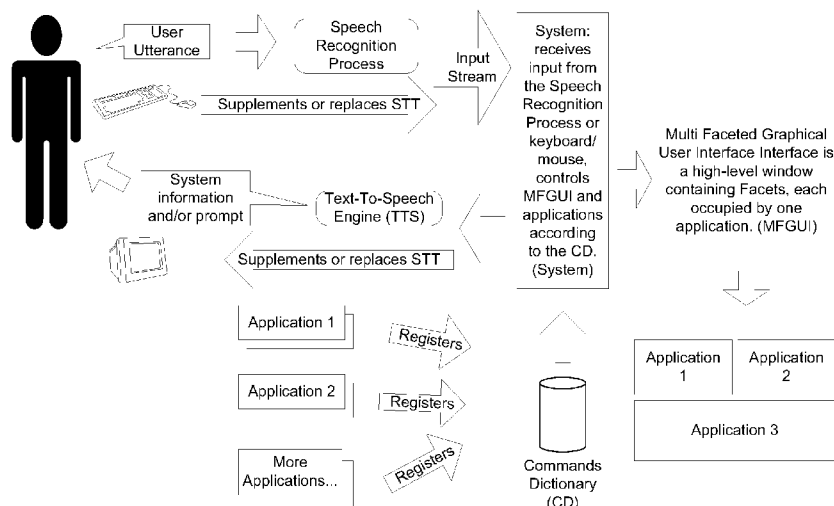 User
Utterance
Speech
Recognition
Process
Input
Stream
System:
receives
input from
the Speech
Recognition
Process or
keyboard/
mouse,
controls
MFGUI and
applications
according
to the CD.
(System)
Supplements or replaces STT
Multi Faceted Graphical
User Interface Interface is
a high-level window
containing Facets, each
occupied by one
application. (MFGUI)
System
information
and/or prompt
Text-To-Speech
Engine (TTS)
Supplements or replaces STT
Application 1
Registers
Application 2
Registers
More
Applications...
Registers
Commands
Dictionary
(CD)
Application
1
Application
2
Application 3